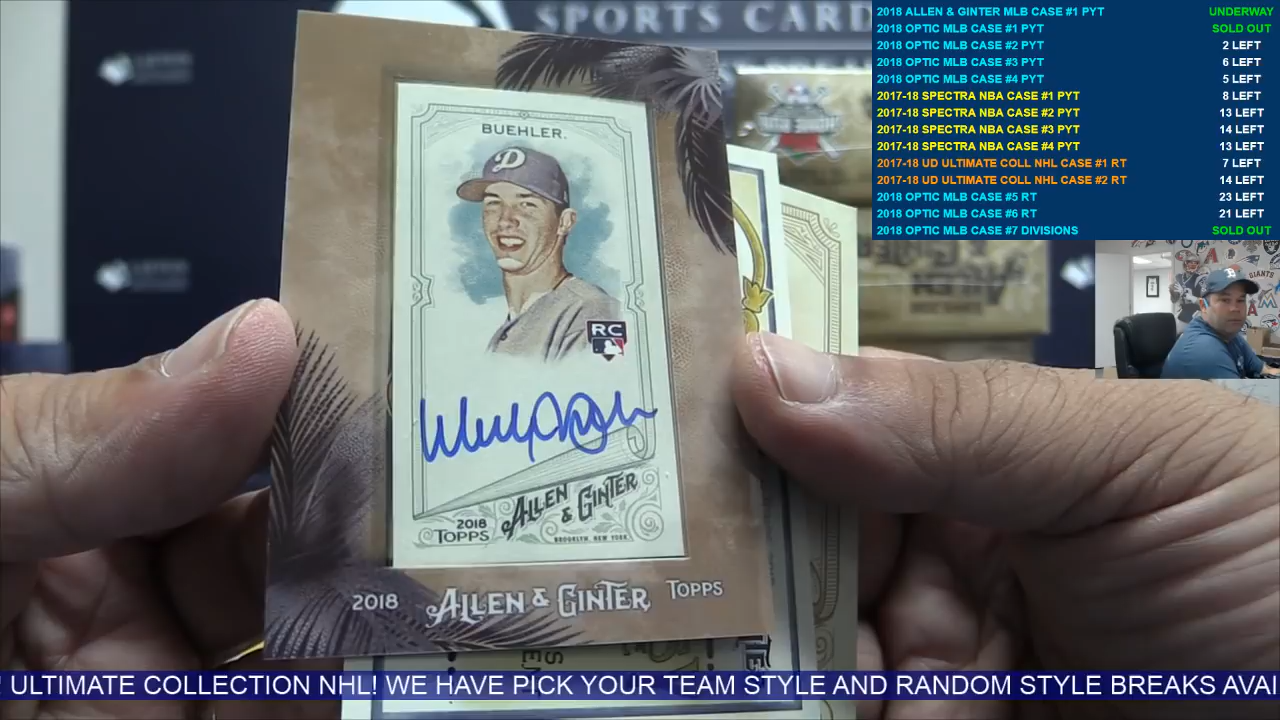 SPORTS CARD
BUEHLER.
RC
2018
TOPPS
ALLEN
& GINTER
BROOKLYN, NEW YORK.
2018 ALLEN & GINTER TOPPS
2018 ALLEN & GINTER MLB CASE #1 PYT UNDERWAY
2018 OPTIC MLB CASE #1 PYT SOLD OUT
2018 OPTIC MLB CASE #2 PYT 2 LEFT
2018 OPTIC MLB CASE #3 PYT 6 LEFT
2018 OPTIC MLB CASE #4 PYT 5 LEFT
2017-18 SPECTRA NBA CASE #1 PYT 8 LEFT
2017-18 SPECTRA NBA CASE #2 PYT 13 LEFT
2017-18 SPECTRA NBA CASE #3 PYT 14 LEFT
2017-18 SPECTRA NBA CASE #4 PYT 13 LEFT
2017-18 UD ULTIMATE COLL NHL CASE #1 RT 7 LEFT
2017-18 UD ULTIMATE COLL NHL CASE #2 RT 14 LEFT
2018 OPTIC MLB CASE #5 RT 23 LEFT
2018 OPTIC MLB CASE #6 RT 21 LEFT
2018 OPTIC MLB CASE #7 DIVISIONS SOLD OUT
GIANTS
! ULTIMATE COLLECTION NHL! WE HAVE PICK YOUR TEAM STYLE AND RANDOM STYLE BREAKS AVAI